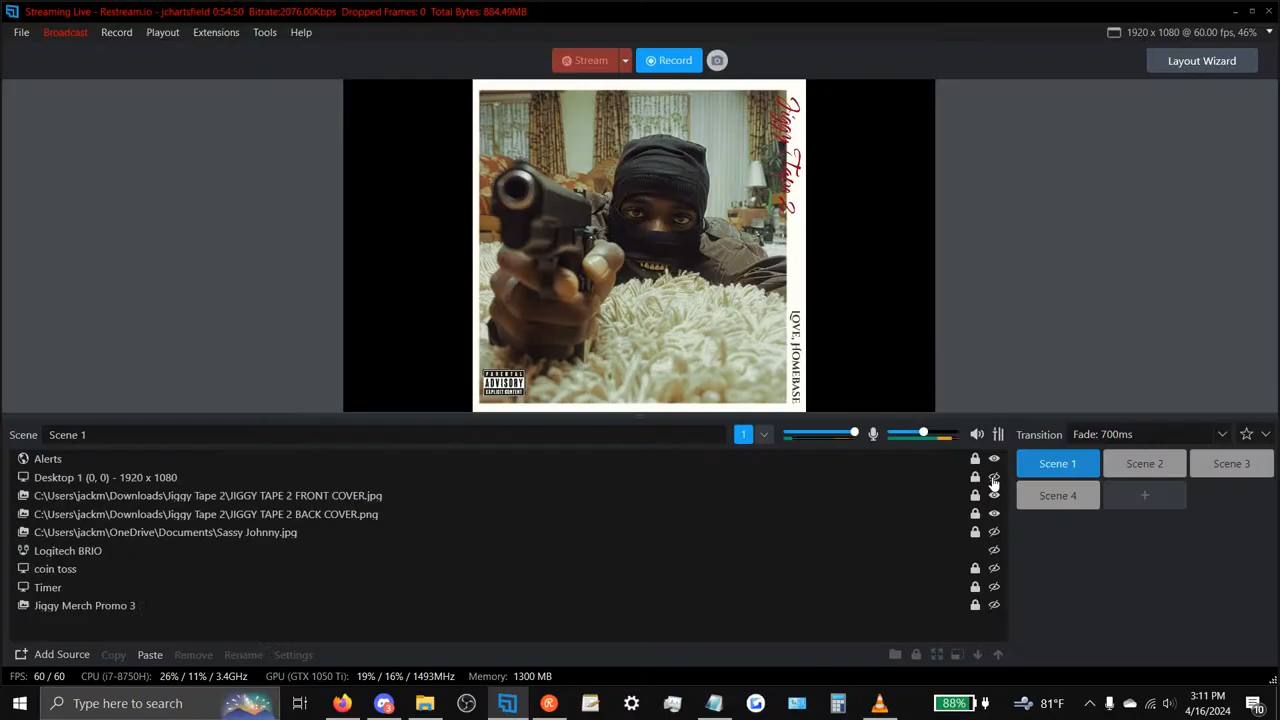 Streaming Live - Restream.io - jchartsfield 0:54:50 Bitrate:2076.00Kbps Dropped Frames: 0 Total Bytes: 884.49MB
File Broadcast Record Playout Extensions Tools Help
1920 x 1080 @ 60.00 fps, 46%
Stream Record
Layout Wizard
Jiggy Tape 2
LOVE, HOMEBASE
PARENTAL
ADVISORY
EXPLICIT CONTENT
Scene Scene 1
1
Transition Fade: 700ms
Alerts
Desktop 1 (0, 0) - 1920 x 1080
C:\Users\jackm\Downloads\Jiggy Tape 2\JIGGY TAPE 2 FRONT COVER.jpg
C:\Users\jackm\Downloads\Jiggy Tape 2\JIGGY TAPE 2 BACK COVER.png
C:\Users\jackm\OneDrive\Documents\Sassy Johnny.jpg
Logitech BRIO
coin toss
Timer
Jiggy Merch Promo 3
Scene 1 Scene 2 Scene 3
Scene 4 +
Add Source Copy Paste Remove Rename Settings
FPS: 60 / 60 CPU (i7-8750H): 26% / 11% / 3.4GHz GPU (GTX 1050 Ti): 19% / 16% / 1493MHz Memory: 1300 MB
Type here to search
3
88%
81°F
3:11 PM
4/16/2024
10